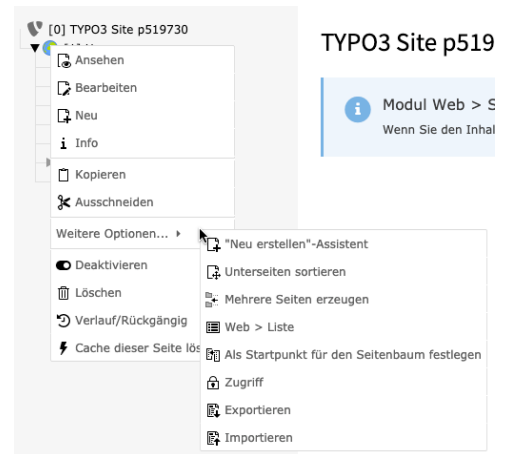 [0] TYPO3 Site p519730
Ansehen
Bearbeiten
Neu
Info
Kopieren
Ausschneiden
Weitere Optionen...
Deaktivieren
Löschen
Verlauf/Rückgängig
Cache dieser Seite lös
"Neu erstellen"-Assistent
Unterseiten sortieren
Mehrere Seiten erzeugen
Web > Liste
Als Startpunkt für den Seitenbaum festlegen
Zugriff
Exportieren
Importieren
TYPO3 Site p519
Modul Web > S
Wenn Sie den Inhal